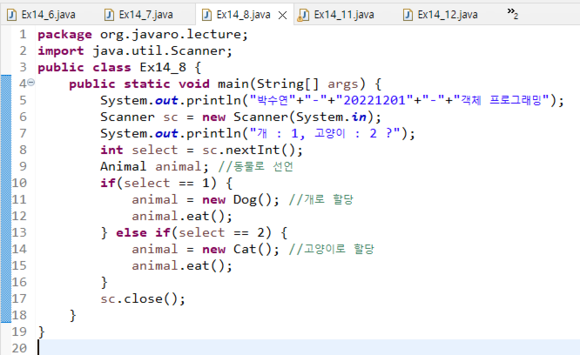 Ex14_6.java Ex14_7.java Ex14_8.java Ex14_11.java Ex14_12.java »2
1 package org.javaro.lecture;
2 import java.util.Scanner;
3 public class Ex14_8 {
4 public static void main(String[] args) {
5 System.out.println("박수연"+"-"+"20221201"+"-"+"객체 프로그래밍");
6 Scanner sc = new Scanner(System.in);
7 System.out.println("개 : 1, 고양이 : 2 ?");
8 int select = sc.nextInt();
9 Animal animal; //동물로 선언
10 if(select == 1) {
11 animal = new Dog(); //개로 할당
12 animal.eat();
13 } else if(select == 2) {
14 animal = new Cat(); //고양이로 할당
15 animal.eat();
16 }
17 sc.close();
18 }
19 }
20